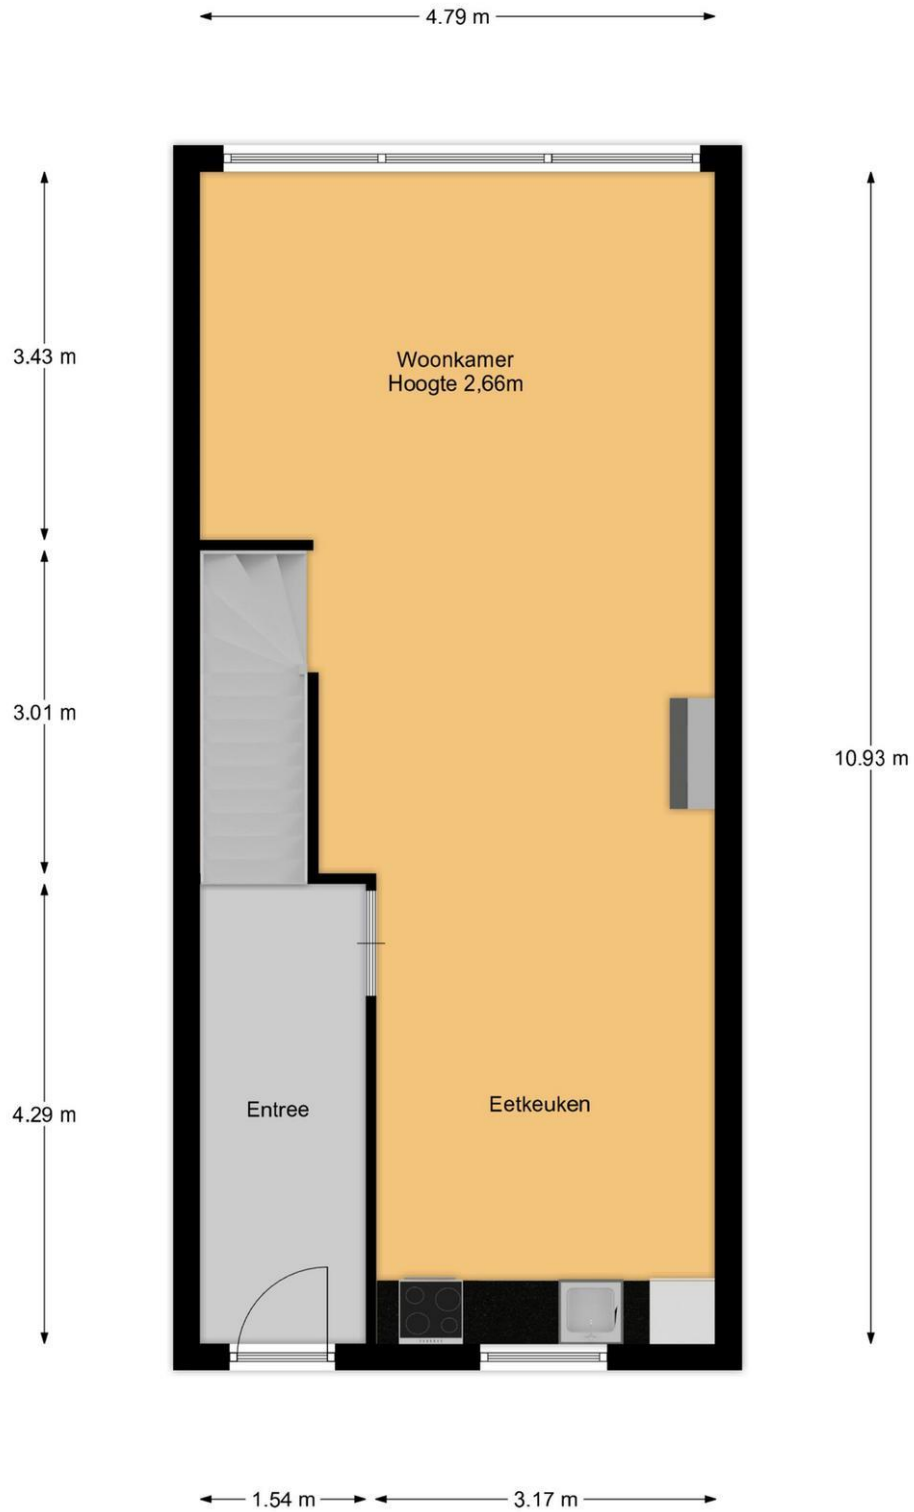 4.79 m
3.43 m
Woonkamer
Hoogte 2,66m
3.01 m
10.93 m
4.29 m
Entree
Eetkeuken
1.54 m
3.17 m